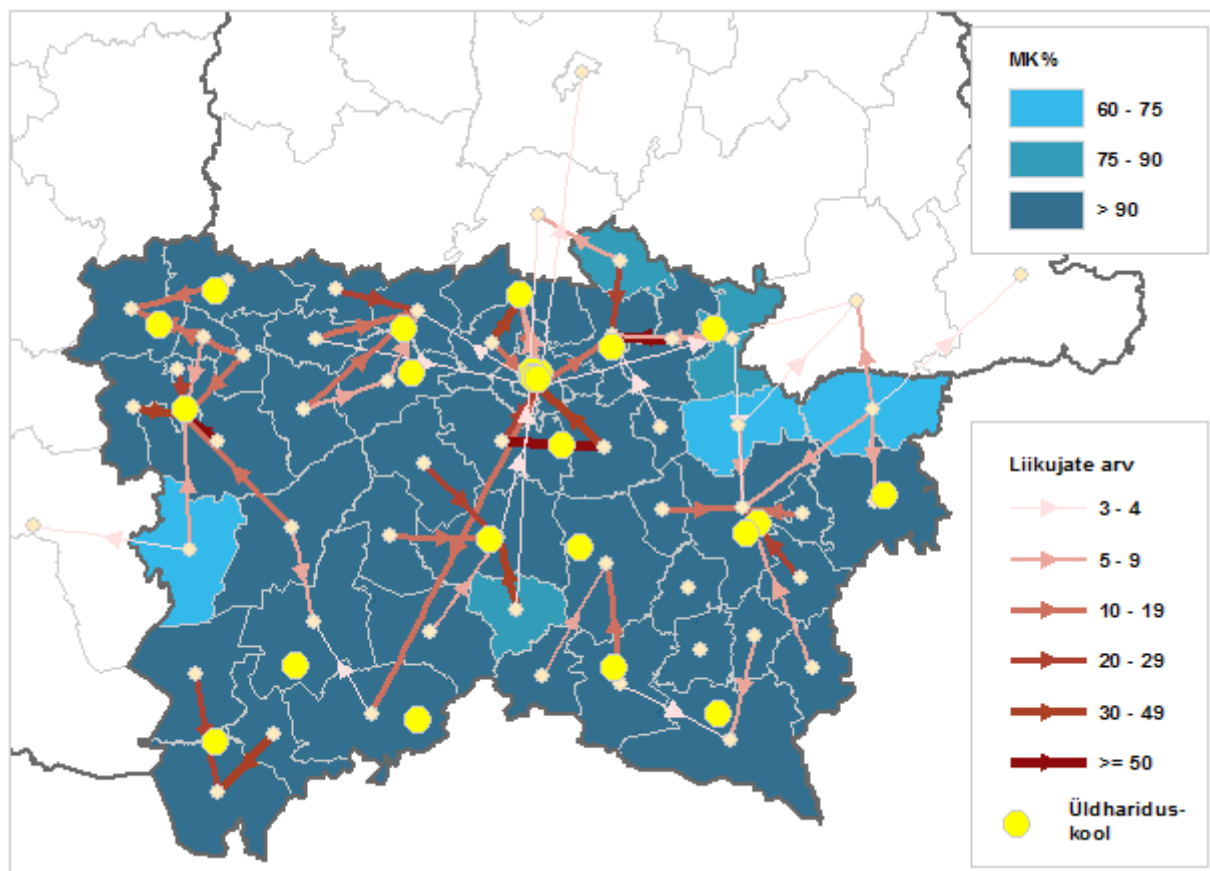 MK%
60 - 75
75 - 90
> 90
Liikujate arv
3 - 4
5 - 9
10 - 19
20 - 29
30 - 49
>= 50
Üldharidus-
kool